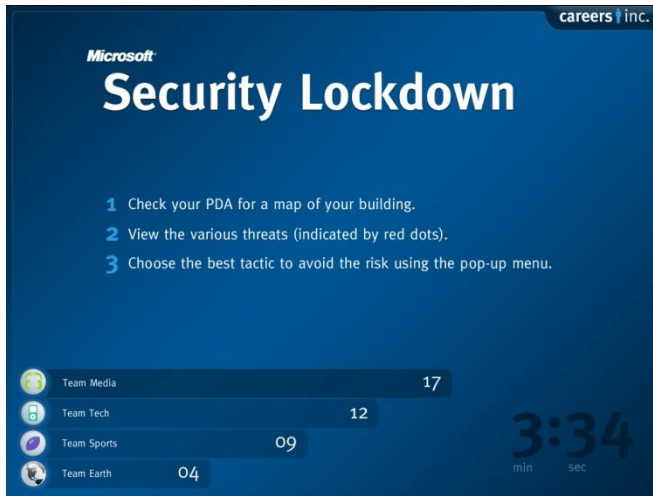 careers inc.
Microsoft
Security Lockdown
1 Check your PDA for a map of your building.
2 View the various threats (indicated by red dots).
3 Choose the best tactic to avoid the risk using the pop-up menu.
Team Media 17
Team Tech 12
Team Sports 09
Team Earth 04
3:34
min sec